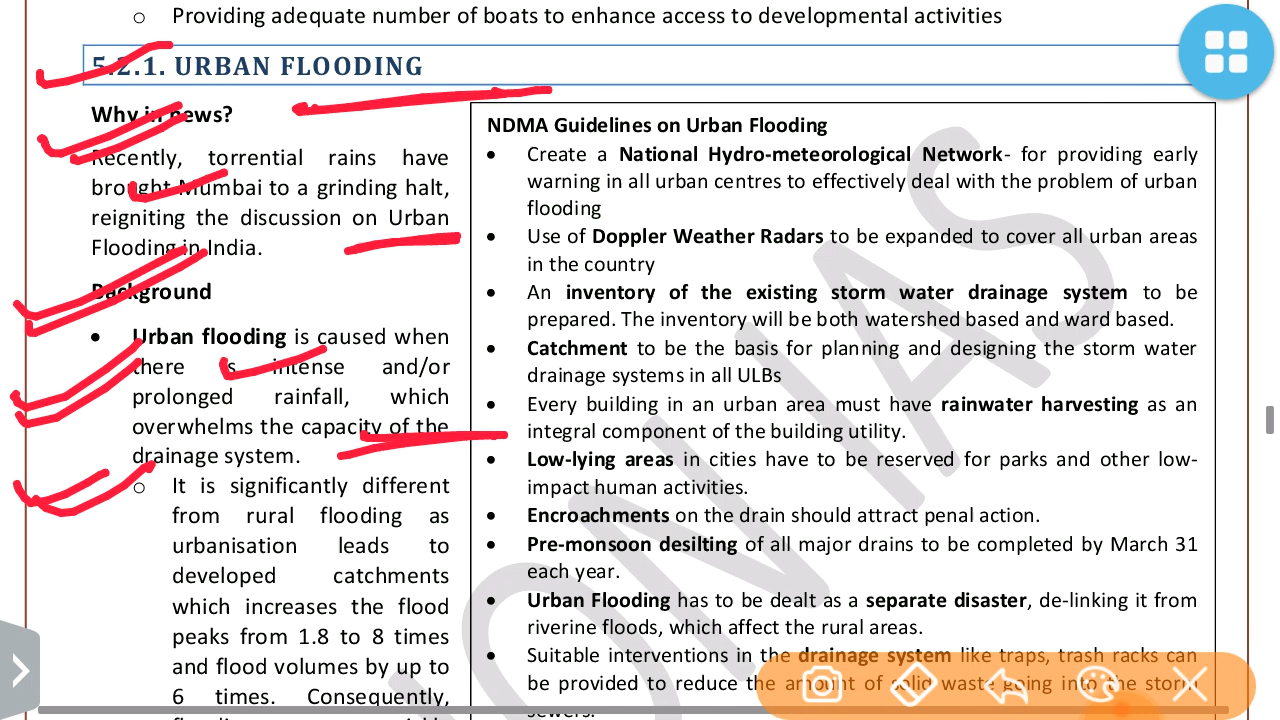 o Providing adequate number of boats to enhance access to developmental activities
5.2.1. URBAN FLOODING
Why in news?
Recently, torrential rains have
brought Mumbai to a grinding halt,
reigniting the discussion on Urban
Flooding in India.
Background
• Urban flooding is caused when
there is intense and/or
prolonged rainfall, which
overwhelms the capacity of the
drainage system.
o It is significantly different
from rural flooding as
urbanisation leads to
developed catchments
which increases the flood
peaks from 1.8 to 8 times
and flood volumes by up to
6 times. Consequently,
NDMA Guidelines on Urban Flooding
• Create a National Hydro-meteorological Network- for providing early
warning in all urban centres to effectively deal with the problem of urban
flooding
• Use of Doppler Weather Radars to be expanded to cover all urban areas
in the country
• An inventory of the existing storm water drainage system to be
prepared. The inventory will be both watershed based and ward based.
• Catchment to be the basis for planning and designing the storm water
drainage systems in all ULBs
• Every building in an urban area must have rainwater harvesting as an
integral component of the building utility.
• Low-lying areas in cities have to be reserved for parks and other low-
impact human activities.
• Encroachments on the drain should attract penal action.
• Pre-monsoon desilting of all major drains to be completed by March 31
each year.
• Urban Flooding has to be dealt as a separate disaster, de-linking it from
riverine floods, which affect the rural areas.
• Suitable interventions in the drainage system like traps, trash racks can
be provided to reduce the amount of solid waste going into the storm
sewers.
ION IAS